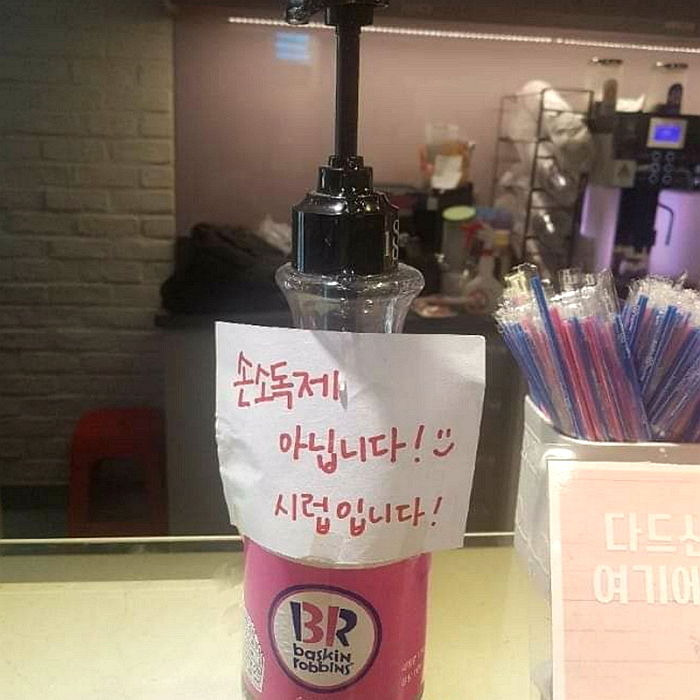 손소독제
아닙니다! :)
시럽입니다!
BR
baskin
robbins
다드신
여기에